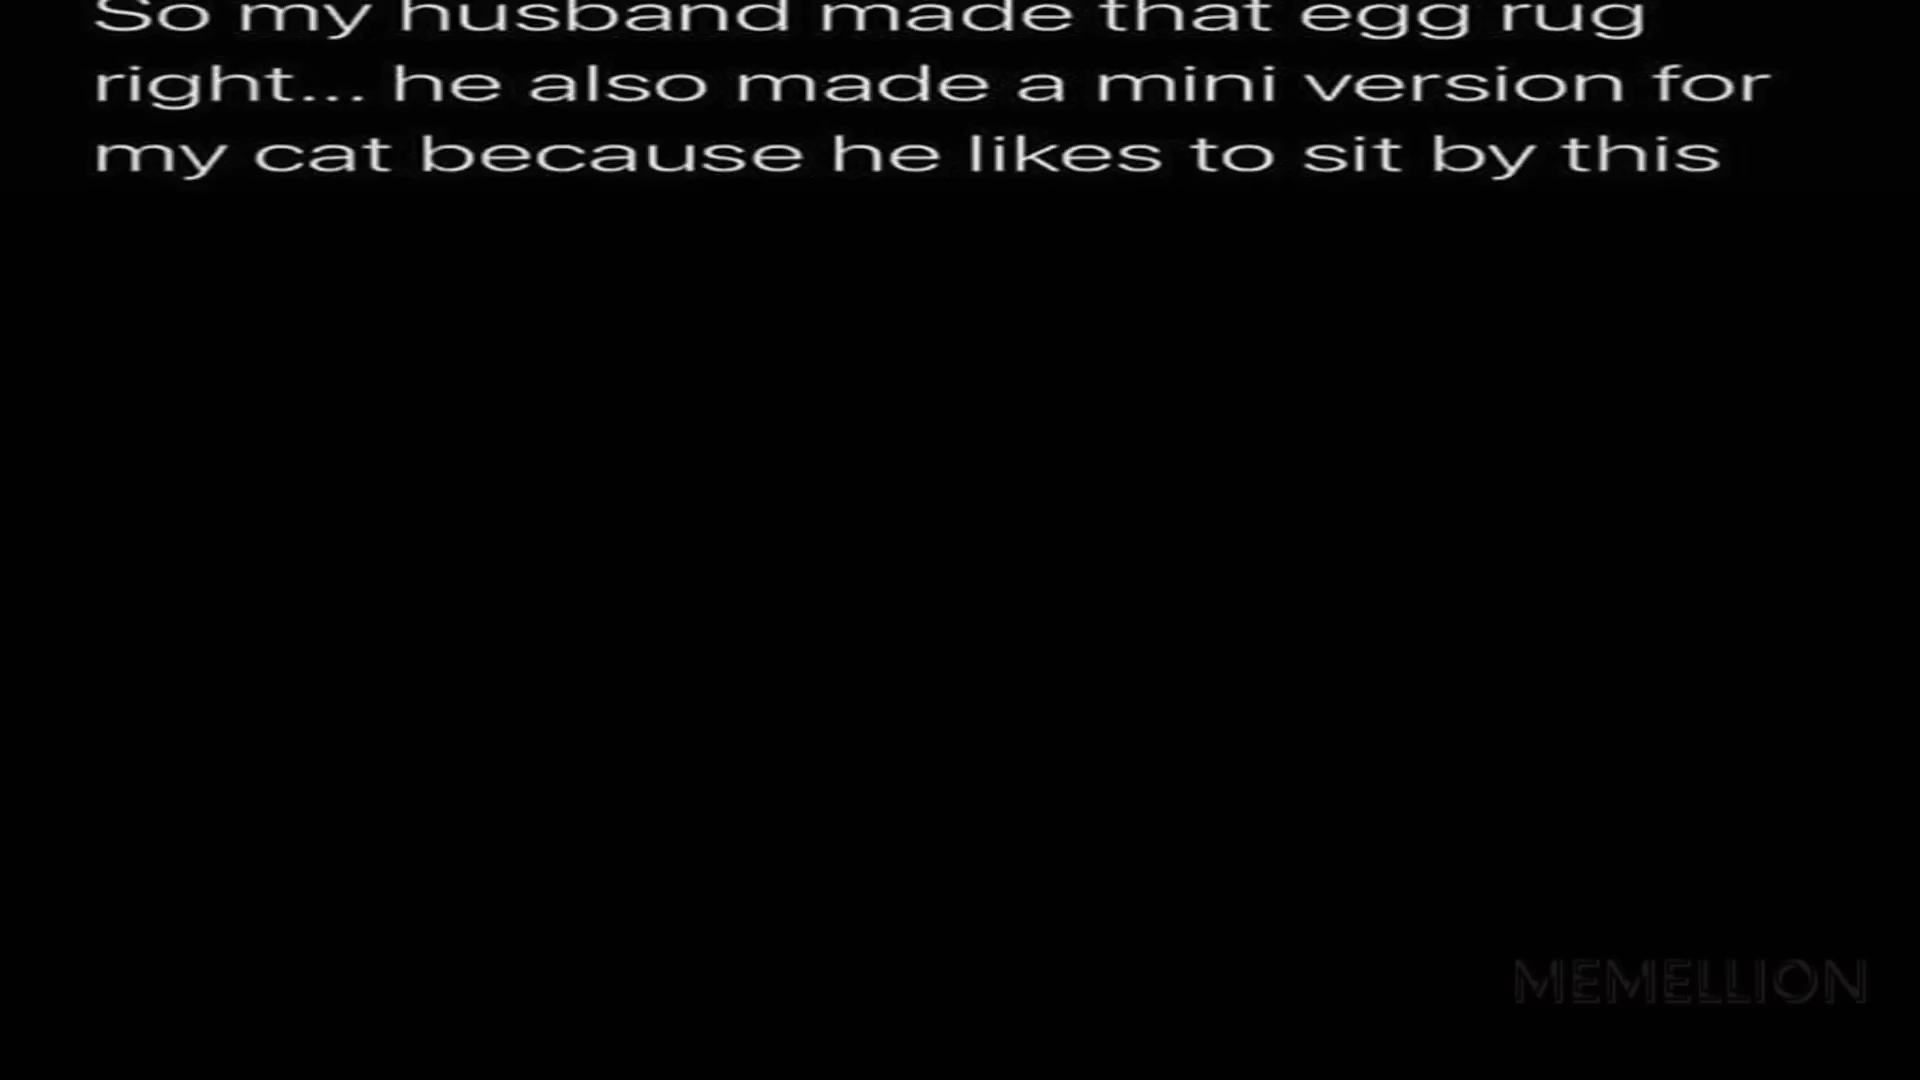 So my husband made that egg rug
right... he also made a mini version for
my cat because he likes to sit by this
MEMELLION